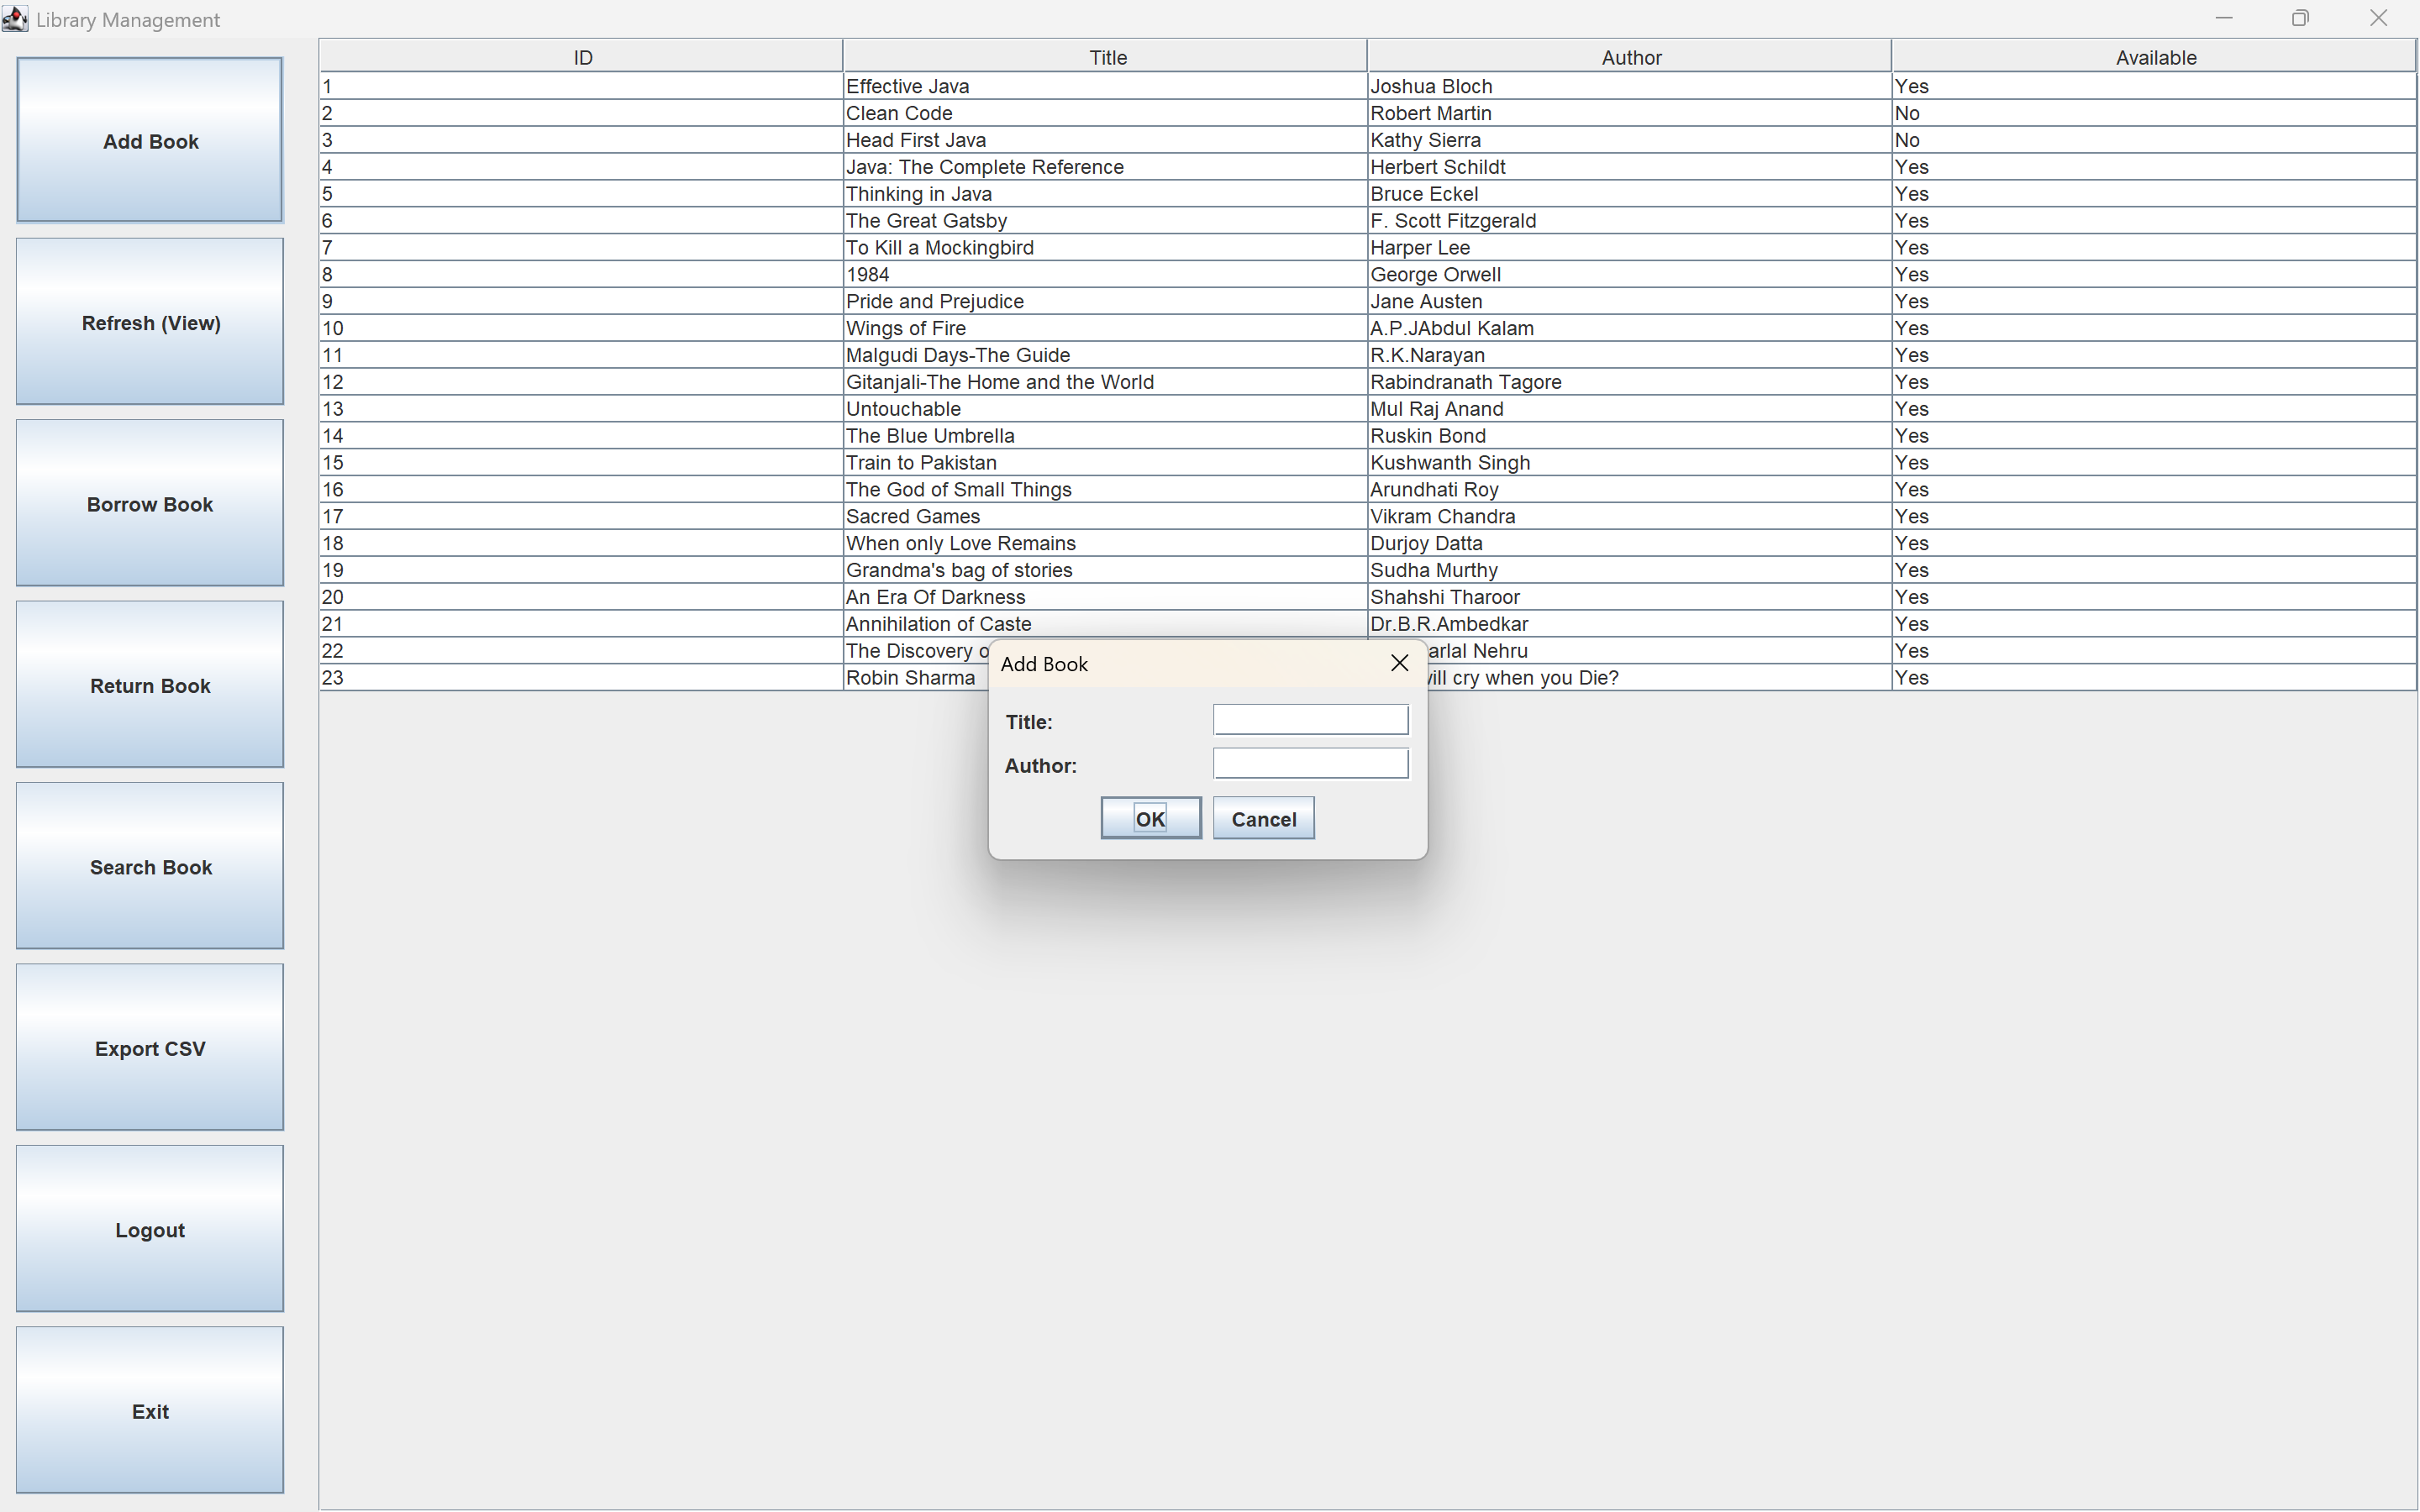 Library Management
Add Book
Refresh (View)
Borrow Book
Return Book
Search Book
Export CSV
Logout
Exit
ID Title Author Available
1 Effective Java Joshua Bloch Yes
2 Clean Code Robert Martin No
3 Head First Java Kathy Sierra No
4 Java: The Complete Reference Herbert Schildt Yes
5 Thinking in Java Bruce Eckel Yes
6 The Great Gatsby F. Scott Fitzgerald Yes
7 To Kill a Mockingbird Harper Lee Yes
8 1984 George Orwell Yes
9 Pride and Prejudice Jane Austen Yes
10 Wings of Fire A.P.JAbdul Kalam Yes
11 Malgudi Days-The Guide R.K.Narayan Yes
12 Gitanjali-The Home and the World Rabindranath Tagore Yes
13 Untouchable Mul Raj Anand Yes
14 The Blue Umbrella Ruskin Bond Yes
15 Train to Pakistan Kushwanth Singh Yes
16 The God of Small Things Arundhati Roy Yes
17 Sacred Games Vikram Chandra Yes
18 When only Love Remains Durjoy Datta Yes
19 Grandma's bag of stories Sudha Murthy Yes
20 An Era Of Darkness Shahshi Tharoor Yes
21 Annihilation of Caste Dr.B.R.Ambedkar Yes
22 The Discovery Nehru Yes
23 Robin Sharma cry when you Die? Yes
Add Book
Title:
Author:
OK Cancel